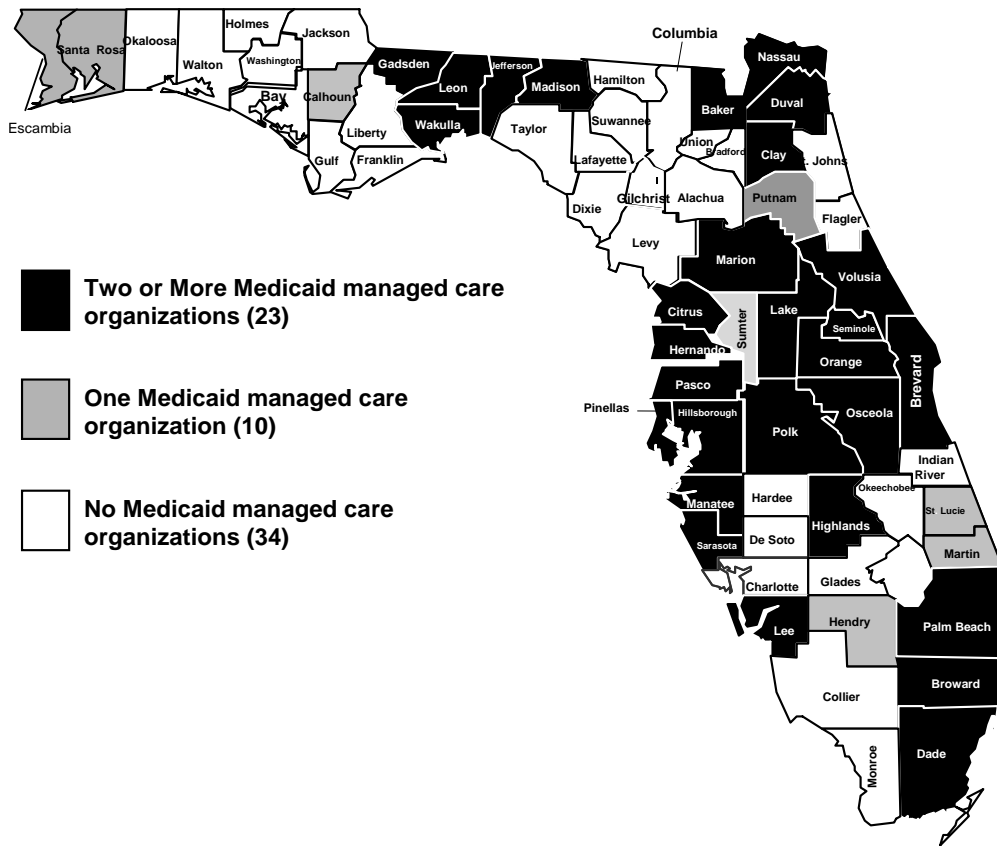 Holmes
Jackson
Okaloosa
Santa Rosa
Walton
Washington
Columbia
Nassau
Gadsden
Jefferson
Leon
Madison
Hamilton
Calhoun
Bay
Baker
Duval
Escambia
Wakulla
Liberty
Taylor
Suwannee
Union
Bradford
Clay
Gulf
Franklin
Lafayette
. Johns
Gilchrist
Alachua
Putnam
Dixie
Flagler
Levy
Marion
Volusia
Two or More Medicaid managed care
organizations (23)
Citrus
Lake
Sumter
Seminole
Hernando
Orange
Brevard
Pasco
One Medicaid managed care
organization (10)
Pinellas
Hillsborough
Osceola
Polk
Indian
River
No Medicaid managed care
organizations (34)
Manatee
Hardee
Okeechobee
Highlands
St Lucie
Sarasota
De Soto
Martin
Charlotte
Glades
Lee
Hendry
Palm Beach
Collier
Broward
Monroe
Dade